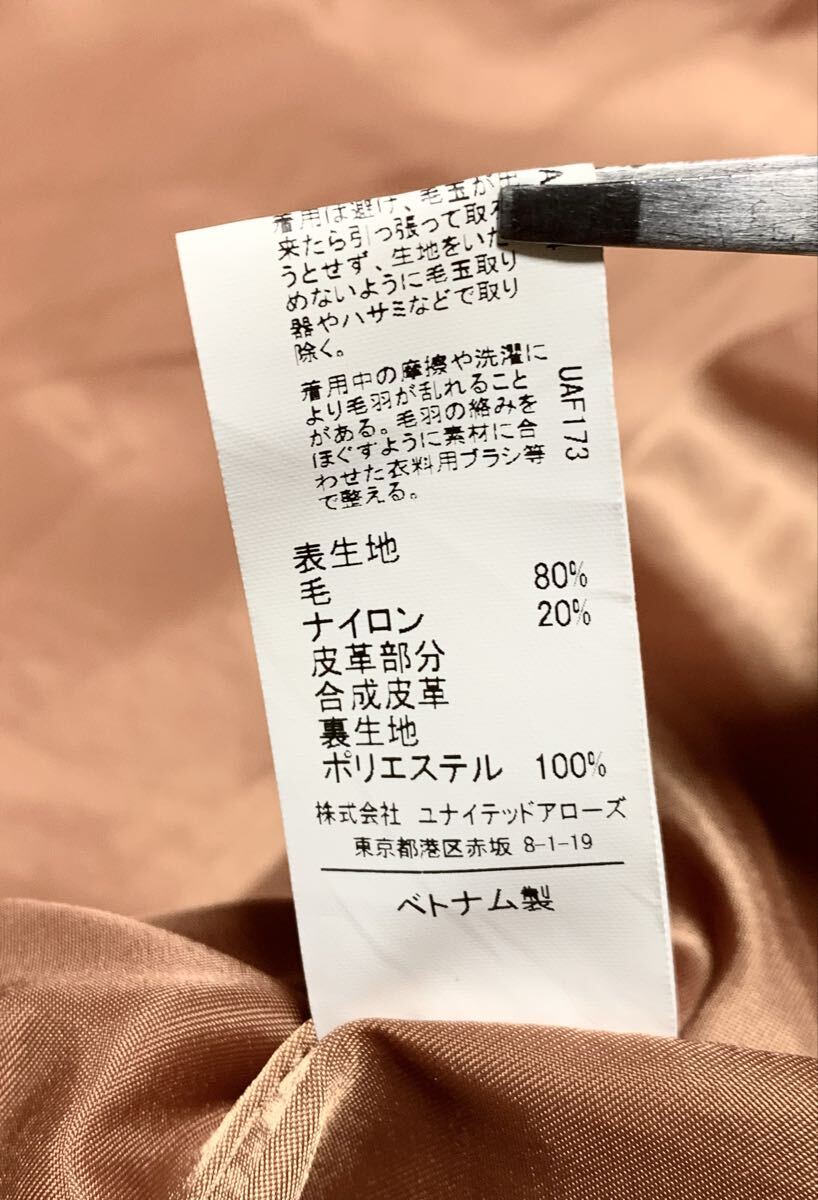 着用は避け、毛玉が出
来たら引っ張って取ろ
うとせず、生地をいた
めないように毛玉取り
器やハサミなどで取り
除く。
着用中の摩擦や洗濯に
より毛羽が乱れること
がある。毛羽の絡みを
ほぐすように素材に合
わせた衣料用ブラシ等
で整える。
UAF173
表生地
毛 80%
ナイロン 20%
皮革部分
合成皮革
裏生地
ポリエステル 100%
株式会社 ユナイテッドアローズ
東京都港区赤坂 8-1-19
ベトナム製